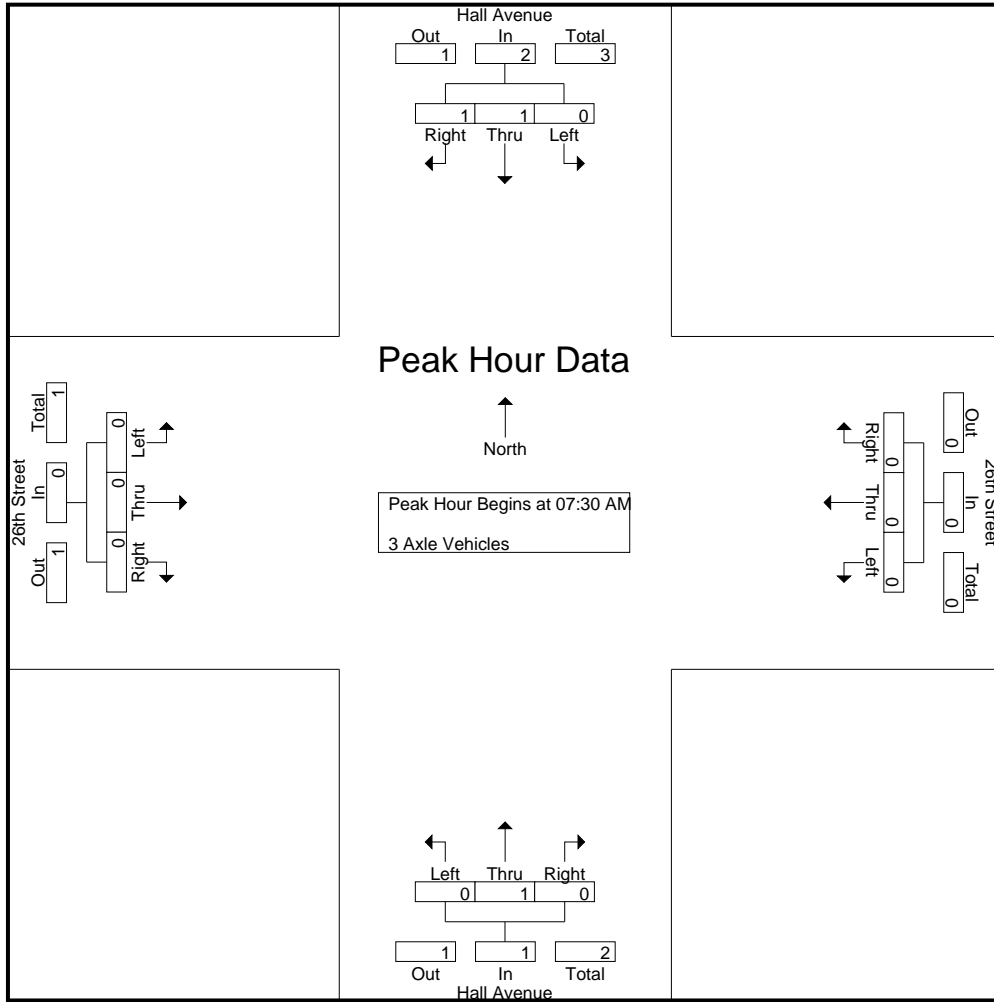 Hall Avenue
Out In Total
1 2 3
1 1 0
Right Thru Left
Peak Hour Data
North
Peak Hour Begins at 07:30 AM
3 Axle Vehicles
26th Street
Out In Total
1 0 1
Right Thru Left
0 0 0
26th Street
Out In Total
0 0 0
Right Thru Left
0 0 0
Left Thru Right
0 1 0
1 1 2
Out In Total
Hall Avenue